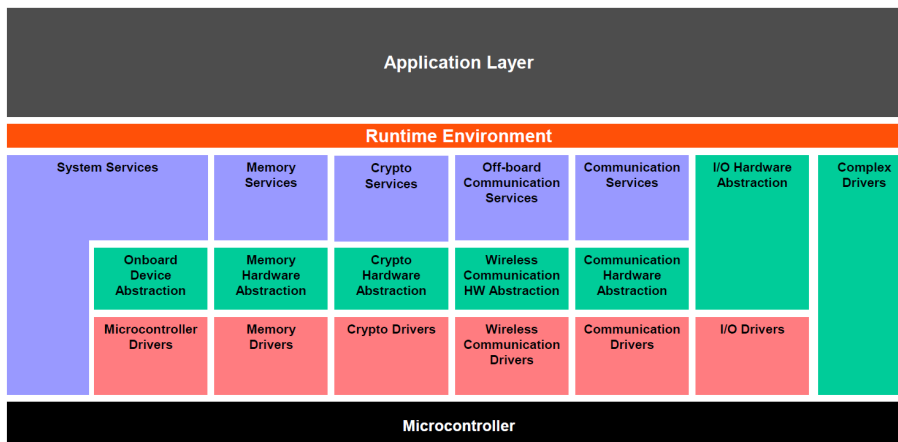 Application Layer
Runtime Environment
System Services
Memory
Services
Crypto
Services
Off-board
Communication
Services
Communication
Services
I/O Hardware
Abstraction
Complex
Drivers
Onboard
Device
Abstraction
Memory
Hardware
Abstraction
Crypto
Hardware
Abstraction
Wireless
Communication
HW Abstraction
Communication
Hardware
Abstraction
Microcontroller
Drivers
Memory
Drivers
Crypto Drivers
Wireless
Communication
Drivers
Communication
Drivers
I/O Drivers
Microcontroller